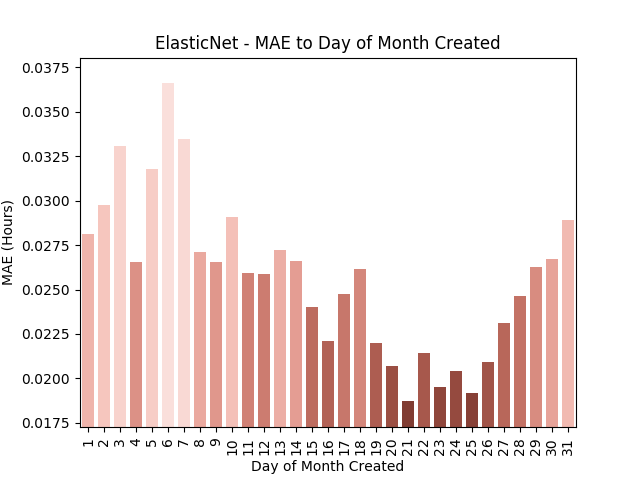 ElasticNet - MAE to Day of Month Created
0.0375
0.0350
0.0325
0.0300
0.0275
0.0250
0.0225
0.0200
0.0175
MAE (Hours)
1 2 3 4 5 6 7 8 9 10 11 12 13 14 15 16 17 18 19 20 21 22 23 24 25 26 27 28 29 30 31
Day of Month Created